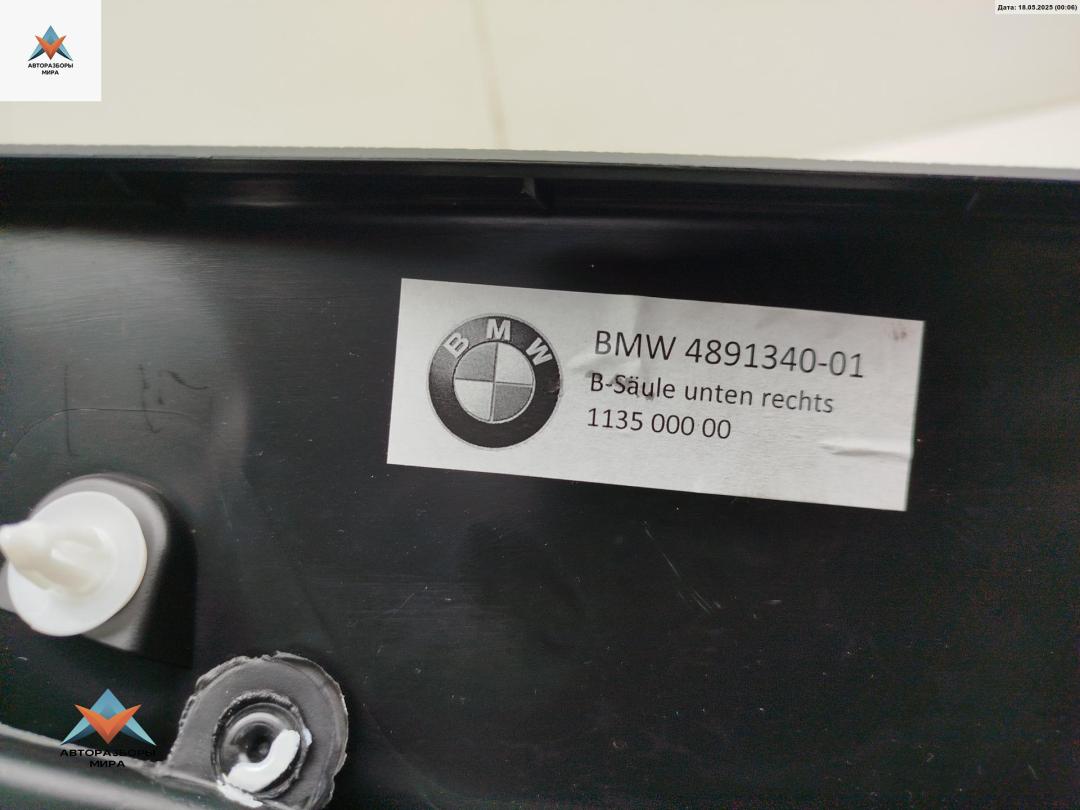 Дата: 18.05.2025 (00:06)
АВТОРАЗБОРЫ
МИРА
BMW
BMW 4891340-01
B-Säule unten rechts
1135 000 00
АВТОРАЗБОРЫ
МИРА